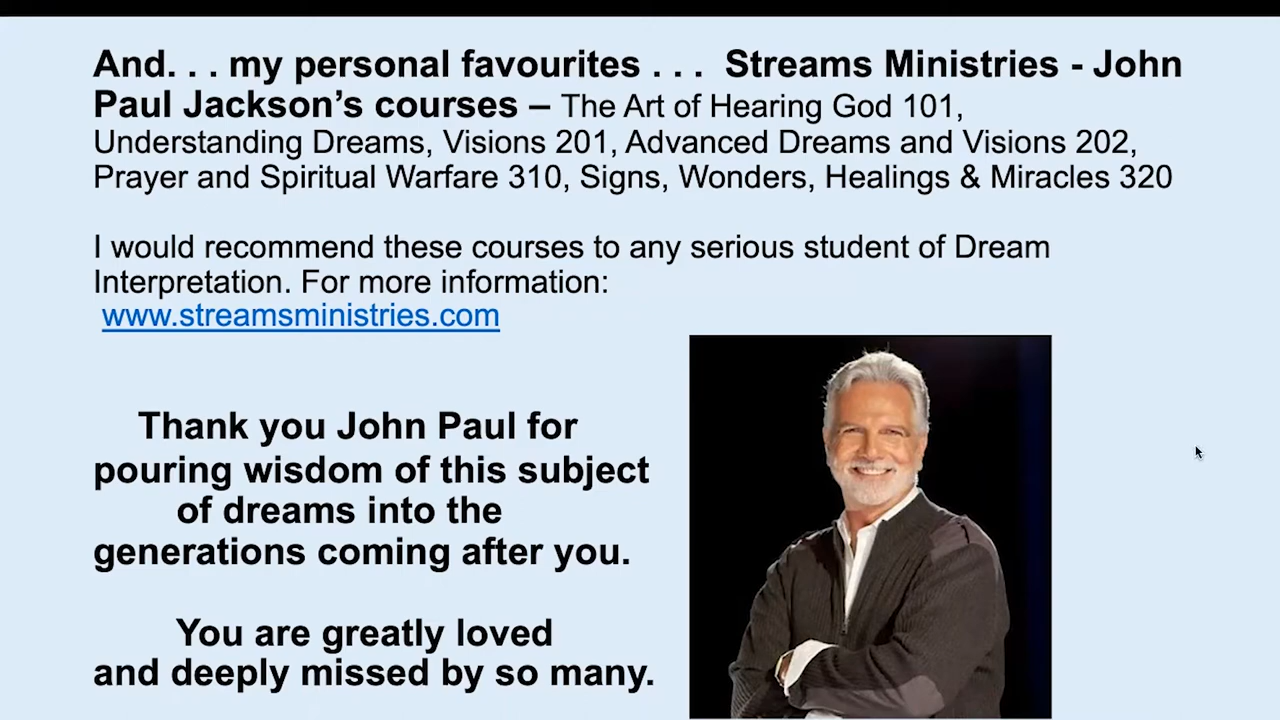 And. . . my personal favourites . . .  Streams Ministries - John
Paul Jackson’s courses – The Art of Hearing God 101,
Understanding Dreams, Visions 201, Advanced Dreams and Visions 202,
Prayer and Spiritual Warfare 310, Signs, Wonders, Healings & Miracles 320
I would recommend these courses to any serious student of Dream
Interpretation. For more information:
www.streamsministries.com
Thank you John Paul for
pouring wisdom of this subject
of dreams into the
generations coming after you.
You are greatly loved
and deeply missed by so many.